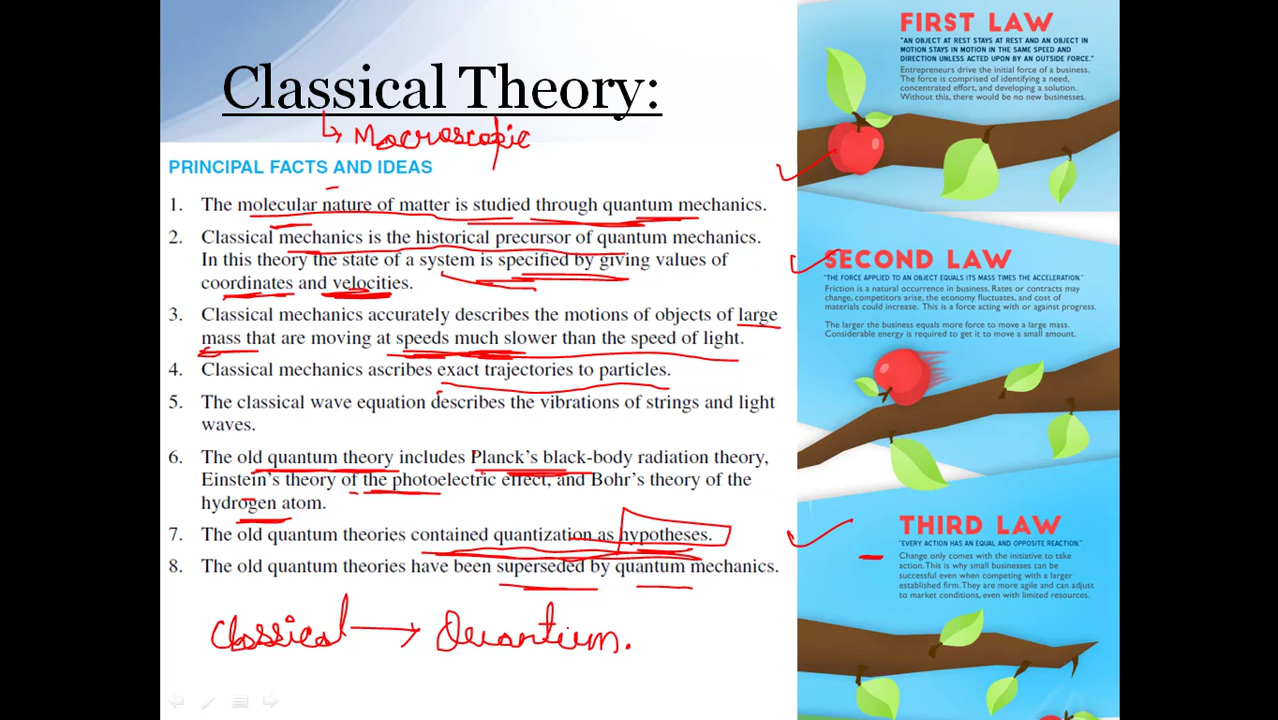 Classical Theory:
Macroscopic
PRINCIPAL FACTS AND IDEAS
1. The molecular nature of matter is studied through quantum mechanics.
2. Classical mechanics is the historical precursor of quantum mechanics.
In this theory the state of a system is specified by giving values of
coordinates and velocities.
3. Classical mechanics accurately describes the motions of objects of large
mass that are moving at speeds much slower than the speed of light.
4. Classical mechanics ascribes exact trajectories to particles.
5. The classical wave equation describes the vibrations of strings and light
waves.
6. The old quantum theory includes Planck's black-body radiation theory,
Einstein's theory of the photoelectric effect, and Bohr's theory of the
hydrogen atom.
7. The old quantum theories contained quantization as hypotheses.
8. The old quantum theories have been superseded by quantum mechanics.
Classical → Quantum.
FIRST LAW
"AN OBJECT AT REST STAYS AT REST AND AN OBJECT IN
MOTION STAYS IN MOTION IN THE SAME SPEED AND
DIRECTION UNLESS ACTED UPON BY AN OUTSIDE FORCE."
Entrepreneurs drive the initial force of a business.
The force is comprised of identifying a need,
concentrated effort, and developing a solution.
Without this, there would be no new businesses.
SECOND LAW
"THE FORCE APPLIED TO AN OBJECT EQUALS ITS MASS TIMES THE ACCELERATION."
Friction is a natural occurrence in business. Rates or contracts may
change, competitors arise, the economy fluctuates, and cost of
materials could increase. This is a force acting with or against progress.
The larger the business equals more force to move a large mass.
Considerable energy is required to get it to move a small amount.
THIRD LAW
"EVERY ACTION HAS AN EQUAL AND OPPOSITE REACTION."
Change only comes with the initiative to take
action. This is why small businesses can be
successful even when competing with a larger
established firm. They are more agile and can adjust
to market conditions, even with limited resources.